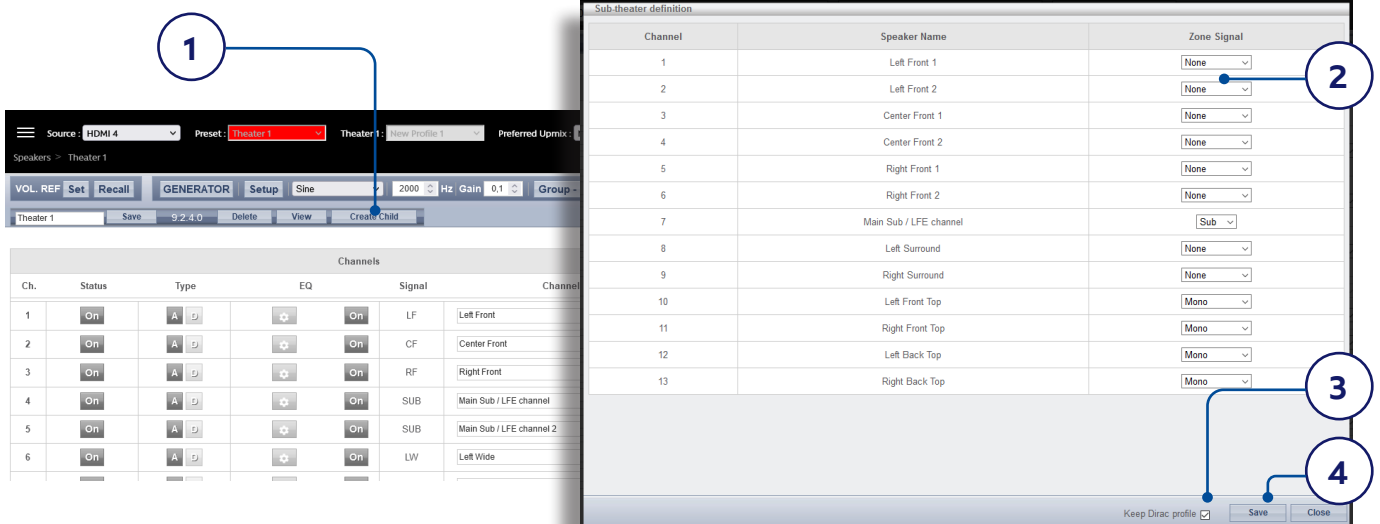 1
Source : HDMI 4 Preset : Theater 1 Theater 1 : New Profile 1 Preferred Upmix :
Speakers > Theater 1
VOL. REF Set Recall GENERATOR Setup Sine 2000 Hz Gain 0,1 Group -
Theater 1 Save 9.2.4.0 Delete View Create Child
Channels
Ch. Status Type EQ Signal Channel
1 On A D On LF Left Front
2 On A D On CF Center Front
3 On A D On RF Right Front
4 On A D On SUB Main Sub / LFE channel
5 On A D On SUB Main Sub / LFE channel 2
6 On A D On LW Left Wide
Sub-theater definition
Channel Speaker Name Zone Signal
1 Left Front 1 None
2
2 Left Front 2 None
3 Center Front 1 None
4 Center Front 2 None
5 Right Front 1 None
6 Right Front 2 None
7 Main Sub / LFE channel Sub
8 Left Surround None
9 Right Surround None
10 Left Front Top Mono
11 Right Front Top Mono
12 Left Back Top Mono
13 Right Back Top Mono
3
4
Keep Dirac profile Save Close